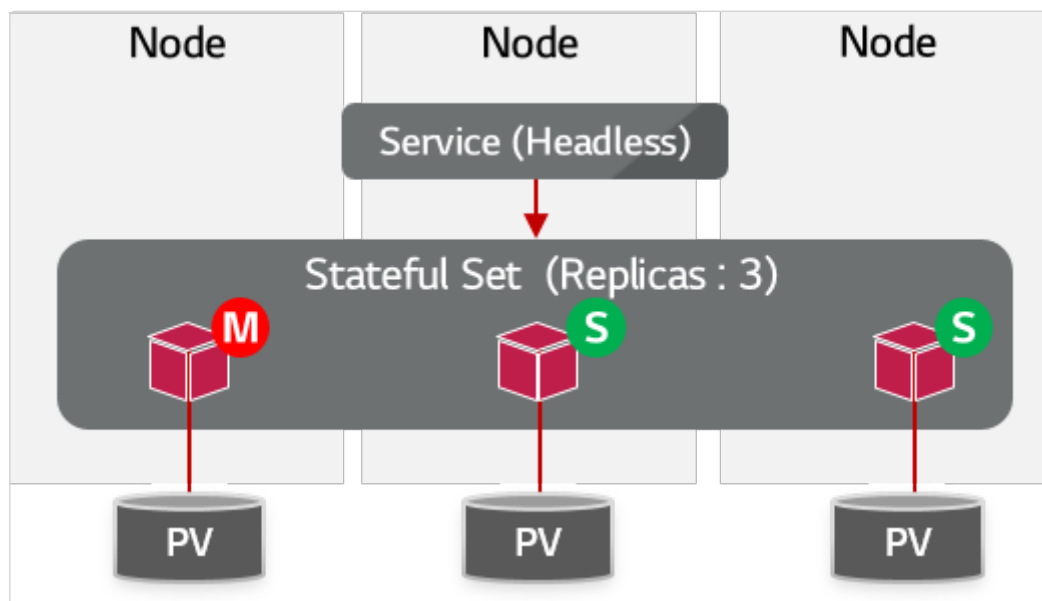 Node
Node
Node
Service (Headless)
Stateful Set (Replicas : 3)
M
S
S
PV
PV
PV